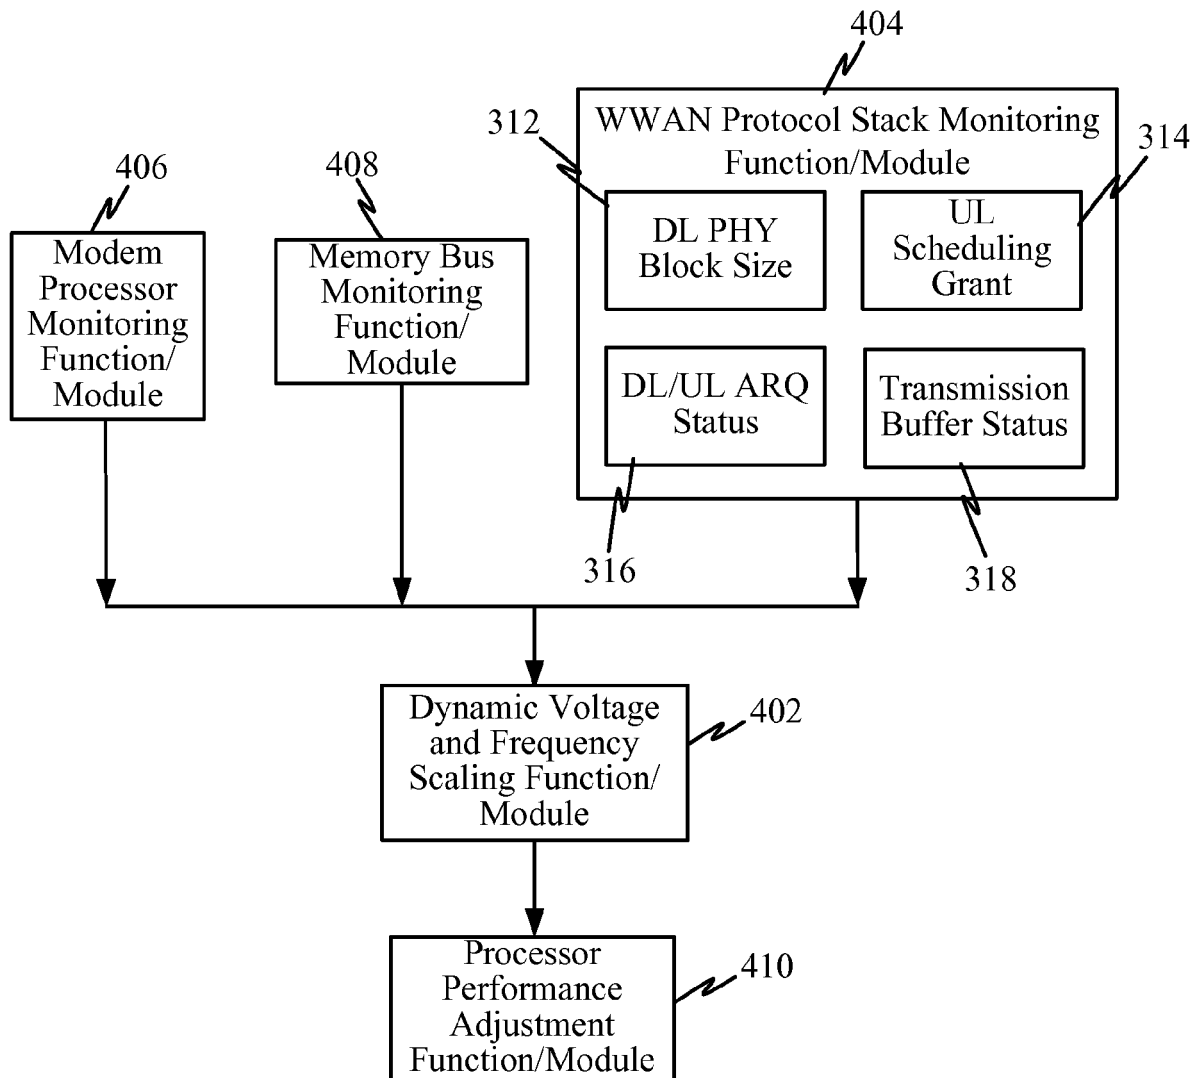 404
WWAN Protocol Stack Monitoring
Function/Module
312
314
DL PHY
Block Size
UL
Scheduling
Grant
DL/UL ARQ
Status
Transmission
Buffer Status
316
318
406
Modem
Processor
Monitoring
Function/
Module
408
Memory Bus
Monitoring
Function/
Module
Dynamic Voltage
and Frequency
Scaling Function/
Module
402
Processor
Performance
Adjustment
Function/Module
410